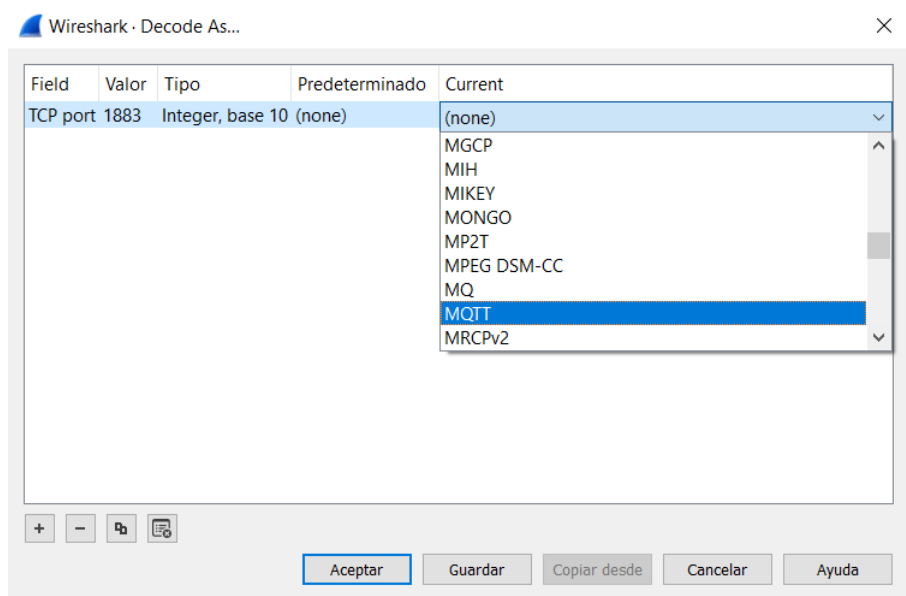 Wireshark · Decode As...
Field Valor Tipo Predeterminado Current
TCP port 1883 Integer, base 10 (none) (none)
MGCP
MIH
MIKEY
MONGO
MP2T
MPEG DSM-CC
MQ
MQTT
MRCPv2
Aceptar Guardar Copiar desde Cancelar Ayuda